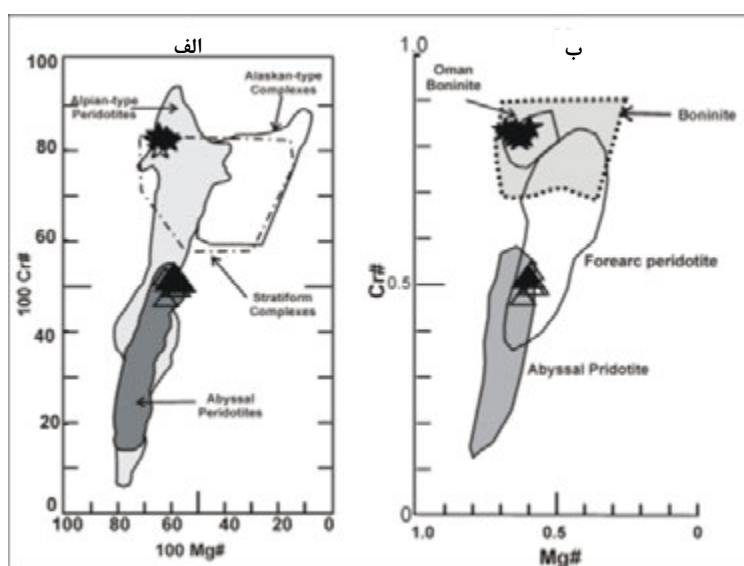 الف
100
80
60
40
20
0
100 Cr#
100
80
60
40
20
0
100 Mg#
Alpian-type
Peridotites
Alaskan-type
Complexes
Stratiform
Complexes
Abyssal
Peridotites
ب
1.0
0.5
0
Cr#
1.0
0.5
0
Mg#
Oman
Boninite
Boninite
Forearc peridotite
Abyssal Pridotite